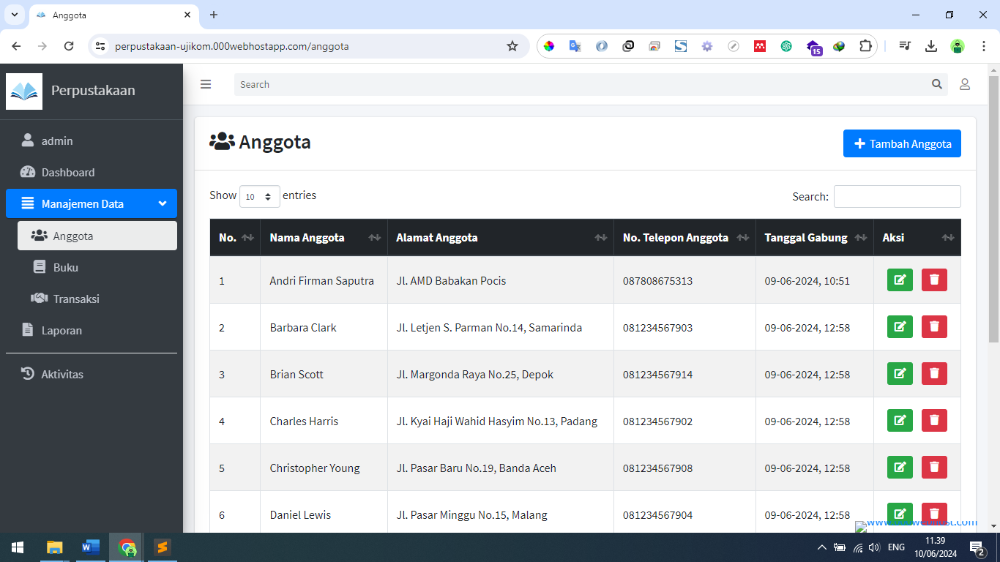 Anggota
perpustakaan-ujikom.000webhostapp.com/anggota
15
Perpustakaan
Search
admin
Dashboard
Manajemen Data
Anggota
Buku
Transaksi
Laporan
Aktivitas
Anggota
Tambah Anggota
Show 10 entries
Search:
No. Nama Anggota Alamat Anggota No. Telepon Anggota Tanggal Gabung Aksi
1 Andri Firman Saputra Jl. AMD Babakan Pocis 087808675313 09-06-2024, 10:51
2 Barbara Clark Jl. Letjen S. Parman No.14, Samarinda 081234567903 09-06-2024, 12:58
3 Brian Scott Jl. Margonda Raya No.25, Depok 081234567914 09-06-2024, 12:58
4 Charles Harris Jl. Kyai Haji Wahid Hasyim No.13, Padang 081234567902 09-06-2024, 12:58
5 Christopher Young Jl. Pasar Baru No.19, Banda Aceh 081234567908 09-06-2024, 12:58
6 Daniel Lewis Jl. Pasar Minggu No.15, Malang 081234567904 09-06-2024, 12:58
ENG
11.39
10/06/2024
2